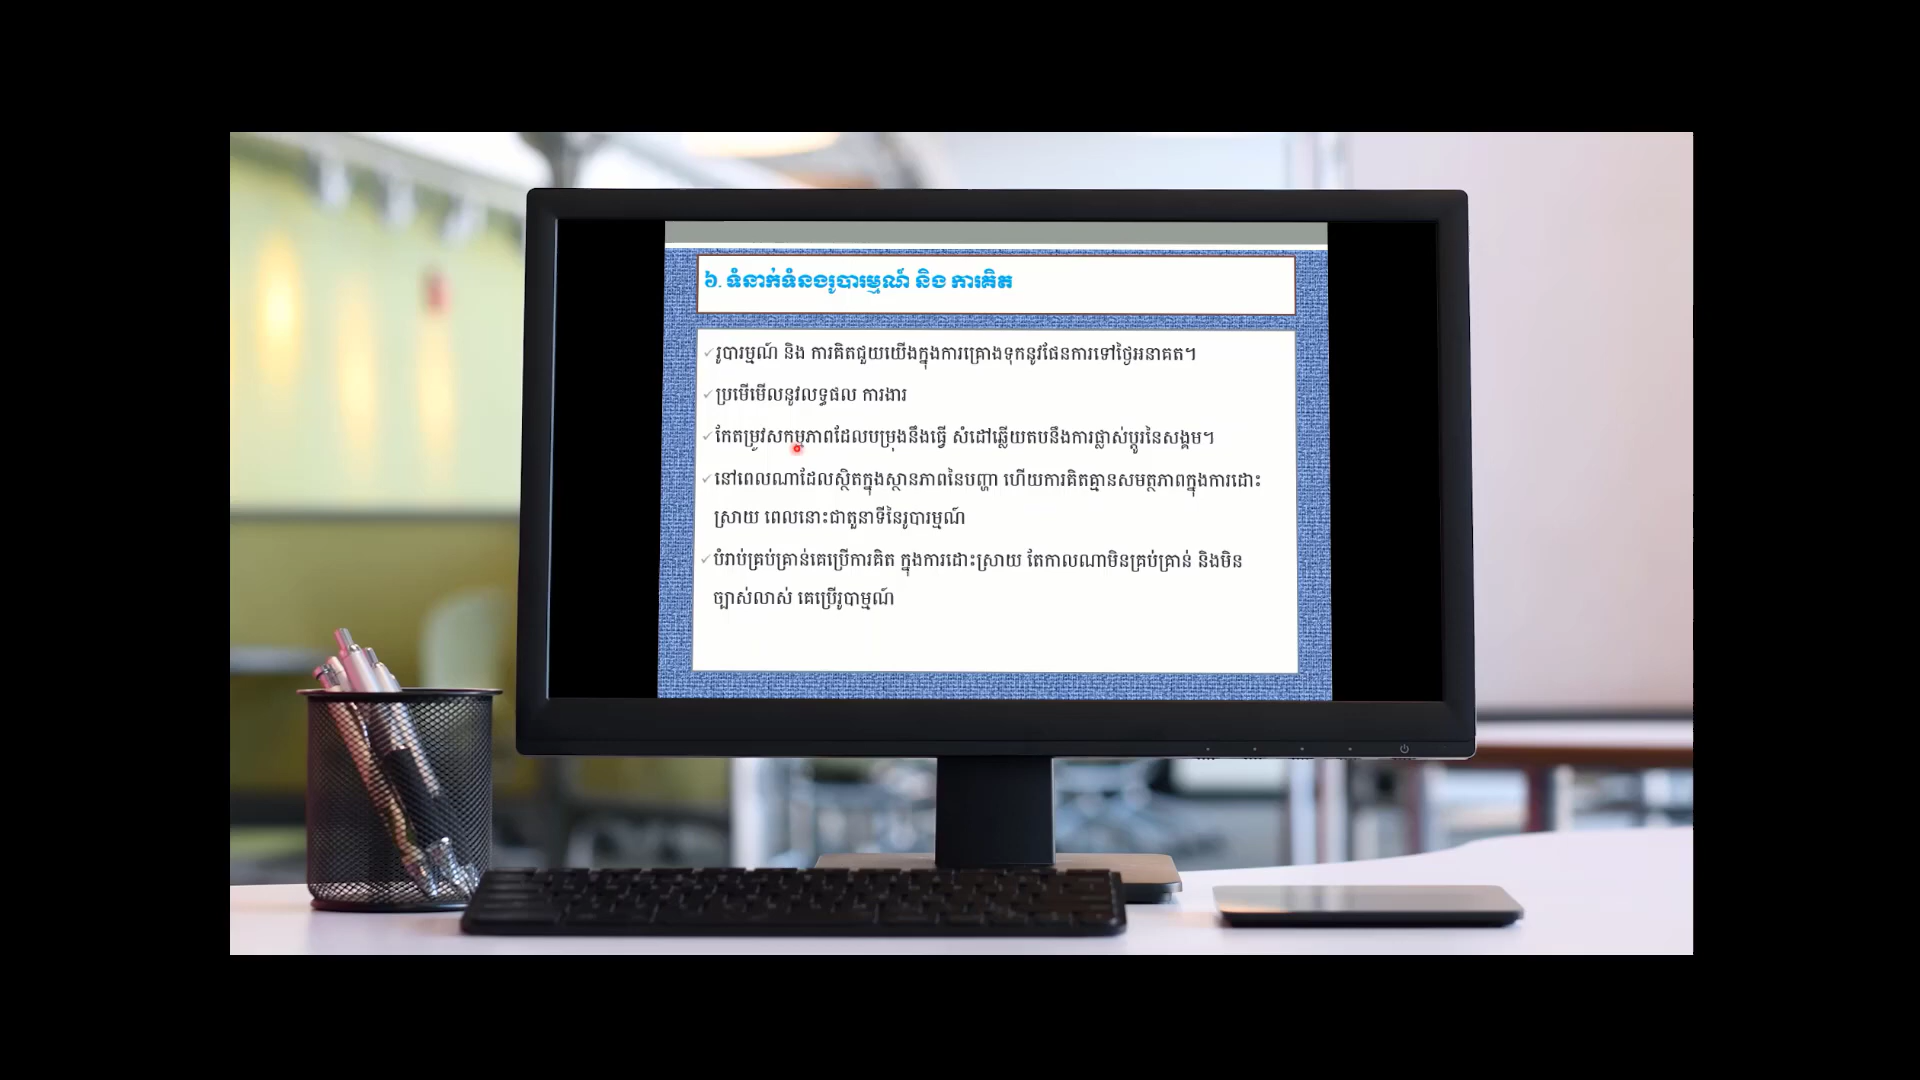 ៦. ទំនាក់ទំនងរូបារម្មណ៍ និង ការគិត
✓រូបារម្មណ៍ និង ការគិតជួយយើងក្នុងការគ្រោងទុកនូវផែនការទៅថ្ងៃអនាគត។
✓ប្រមើមើលនូវលទ្ធផល ការងារ
✓កែតម្រូវសកម្មភាពដែលបម្រុងនឹងធ្វើ សំដៅឆ្លើយតបនឹងការផ្លាស់ប្តូរនៃសង្គម។
✓នៅពេលណាដែលស្ថិតក្នុងស្ថានភាពនៃបញ្ហា ហើយការគិតគ្មានសមត្ថភាពក្នុងការដោះ
ស្រាយ ពេលនោះជាតួនាទីនៃរូបារម្មណ៍
✓បំរាប់គ្រប់គ្រាន់គេប្រើការគិត ក្នុងការដោះស្រាយ តែកាលណាមិនគ្រប់គ្រាន់ និងមិន
ច្បាស់លាស់ គេប្រើរូបាម្មណ៍